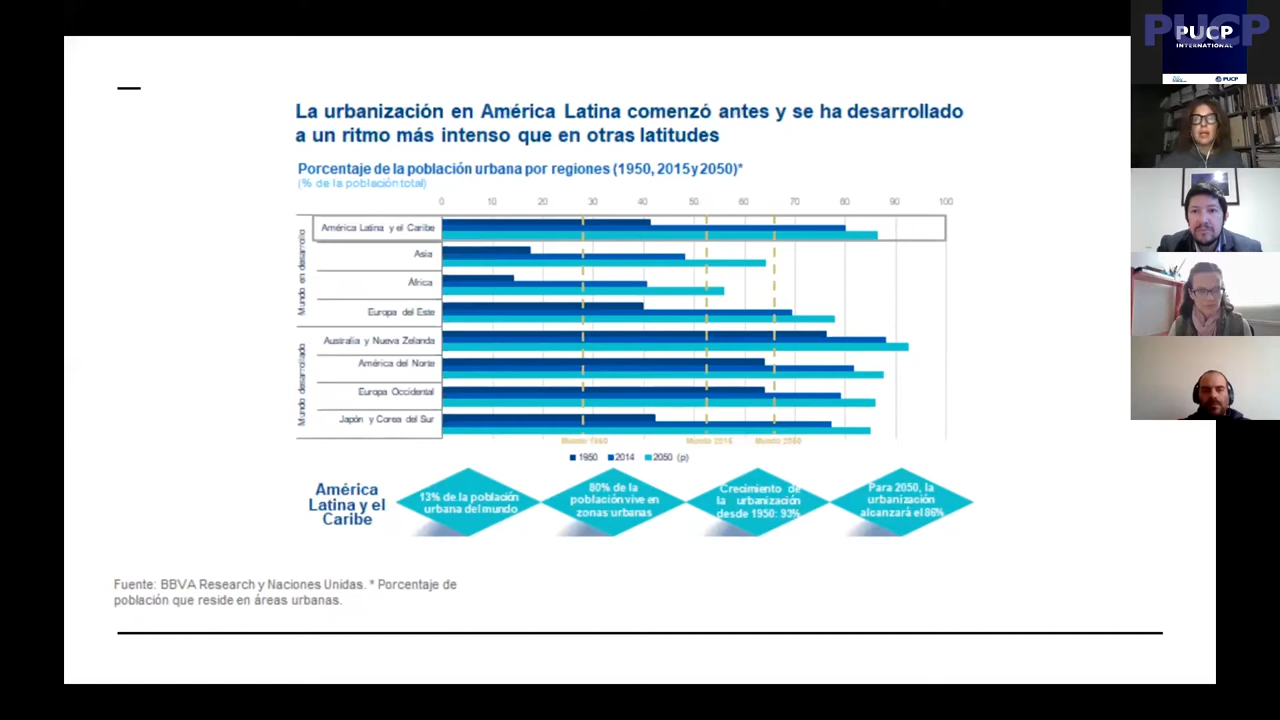 La urbanización en América Latina comenzó antes y se ha desarrollado
a un ritmo más intenso que en otras latitudes
Porcentaje de la población urbana por regiones (1950, 2015 y 2050)*
(% de la población total)
0 10 20 30 40 50 60 70 80 90 100
Mundo en desarrollo
América Latina y el Caribe
Asia
África
Europa del Este
Mundo desarrollado
Australia y Nueva Zelanda
América del Norte
Europa Occidental
Japón y Corea del Sur
Mundo 1950 Mundo 2015 Mundo 2050
1950 2014 2050 (p)
América
Latina y el
Caribe
13% de la población
urbana del mundo
80% de la
población vive en
zonas urbanas
Crecimiento de
la urbanización
desde 1950: 93%
Para 2050, la
urbanización
alcanzará el 86%
Fuente: BBVA Research y Naciones Unidas. * Porcentaje de
población que reside en áreas urbanas.
PUCP
PUCP
INTERNATIONAL
PUCP